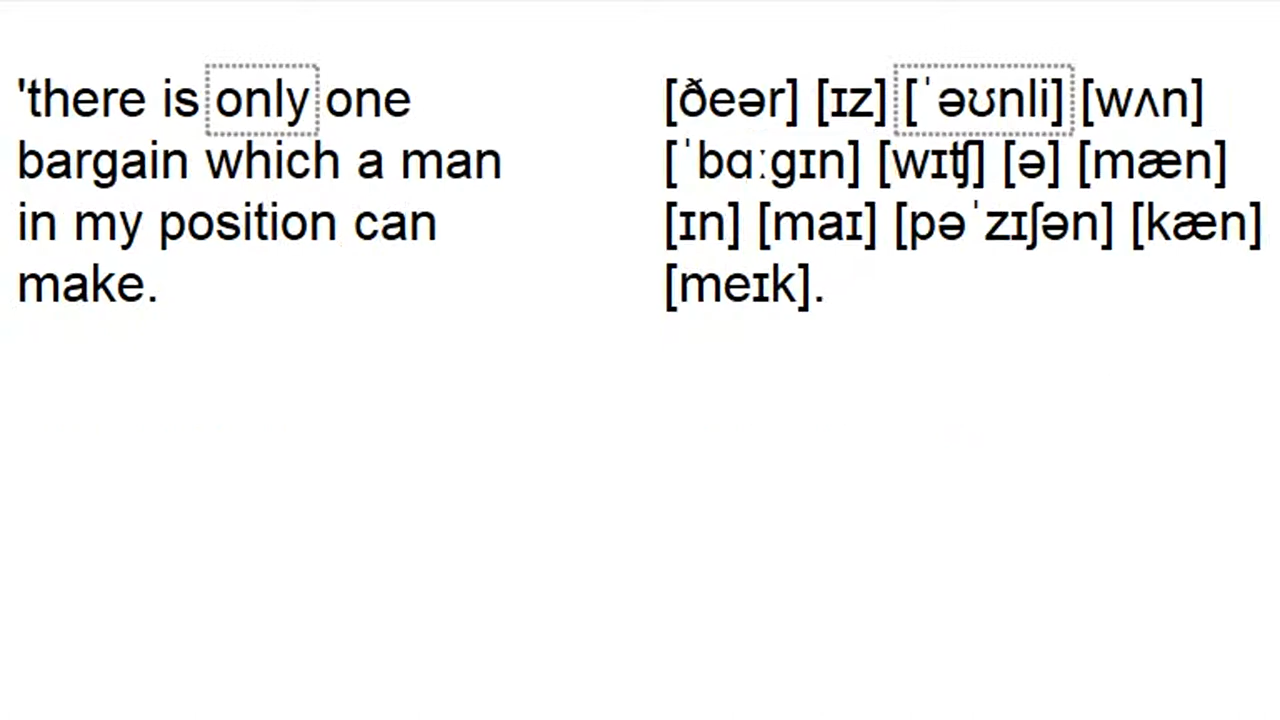 'there is only one
bargain which a man
in my position can
make.
[ðeər] [ɪz] [ˈəʊnli] [wʌn]
[ˈbɑːgɪn] [wɪʧ] [ə] [mæn]
[ɪn] [maɪ] [pəˈzɪʃən] [kæn]
[meɪk].